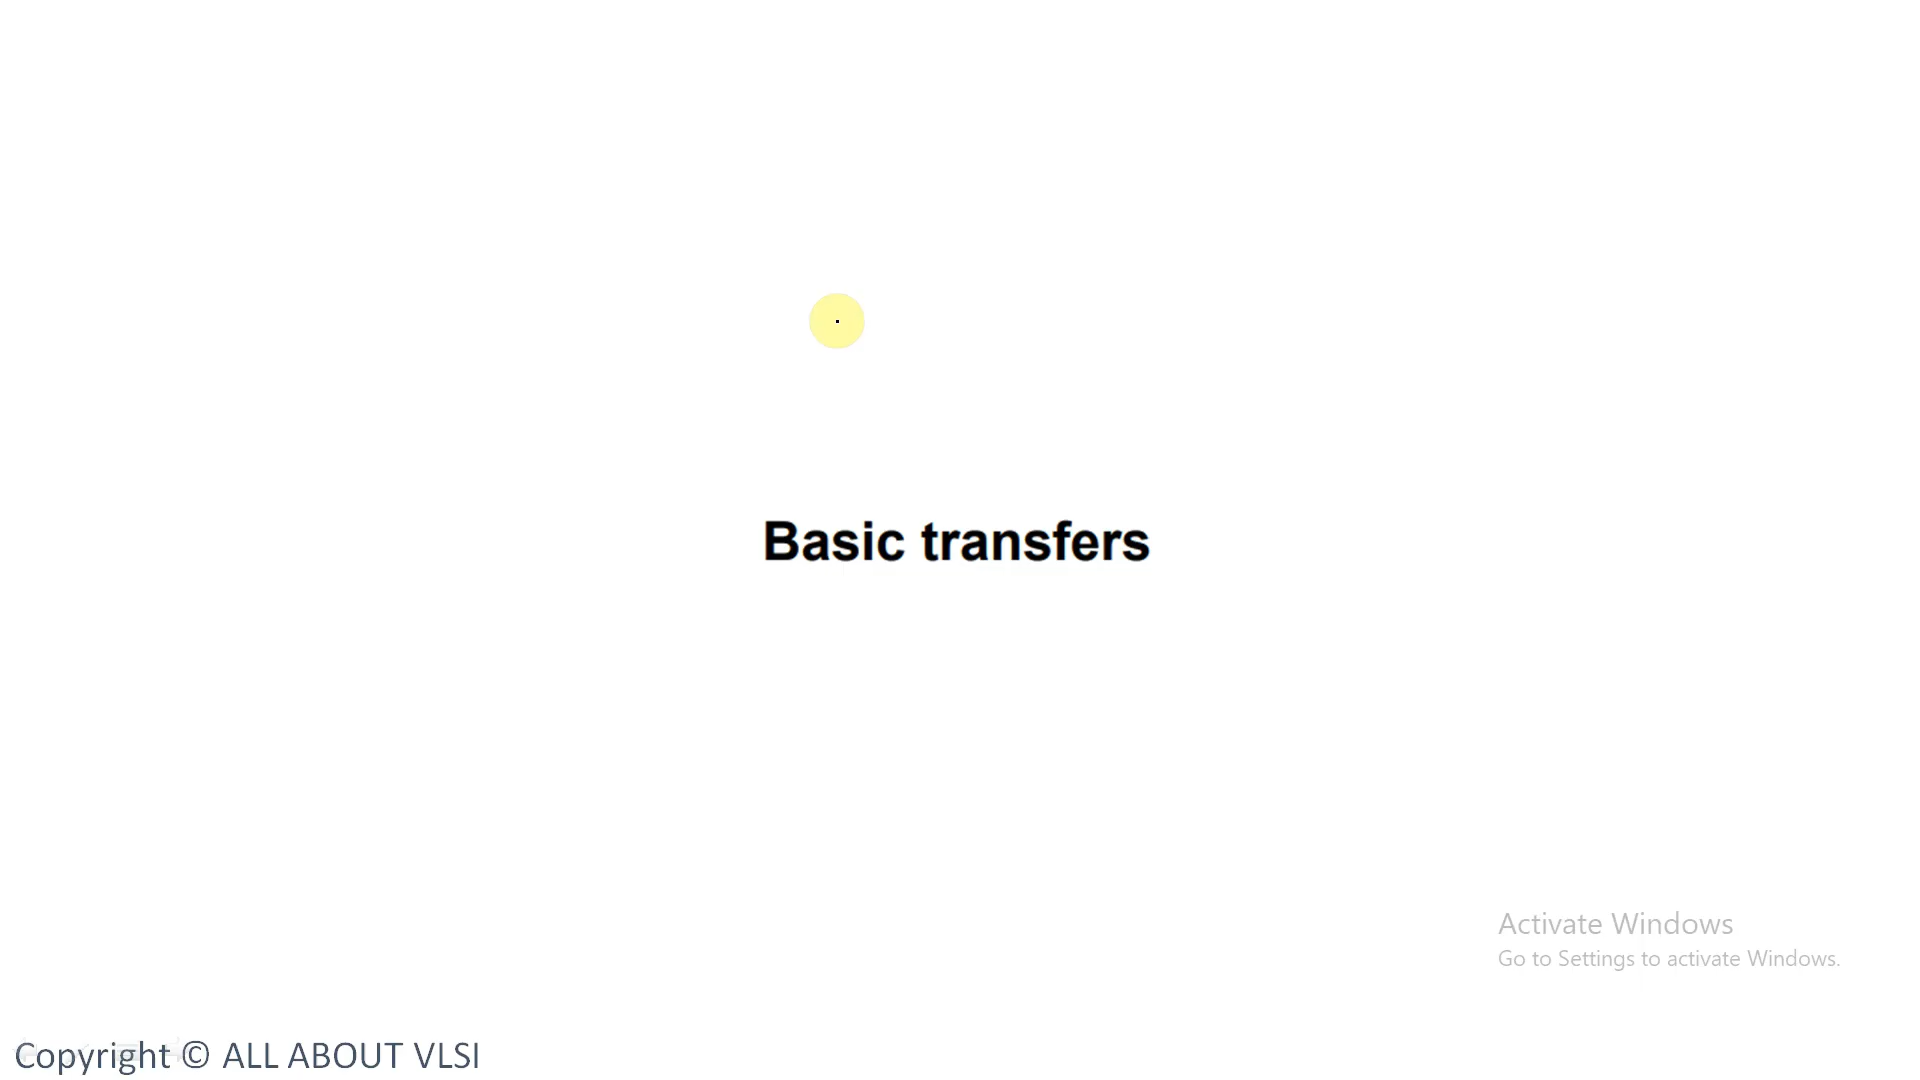 Basic transfers
Activate Windows
Go to Settings to activate Windows.
Copyright © ALL ABOUT VLSI